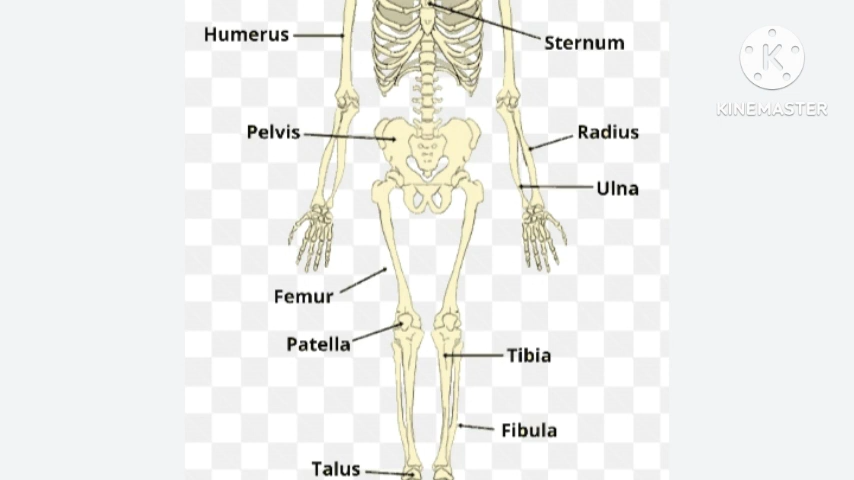 Humerus
Sternum
KINEMASTER
Pelvis
Radius
Ulna
Femur
Patella
Tibia
Fibula
Talus